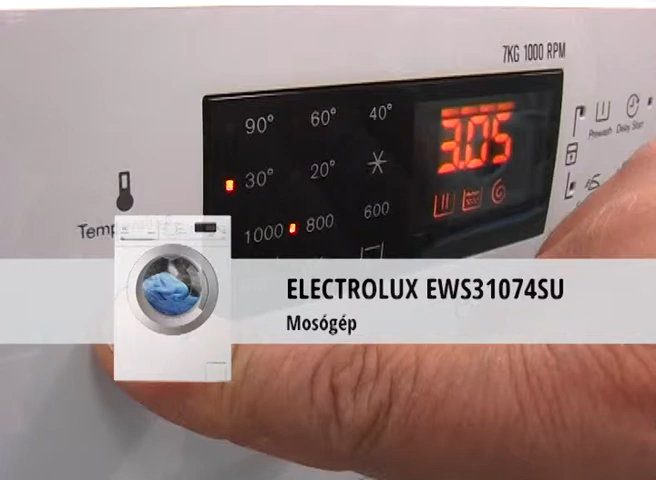 7KG 1000 RPM
90° 60° 40°
3.05
30° 20°
1000 800 600
Prewash Delay Start
Temp
ELECTROLUX EWS31074SU
Mosógép